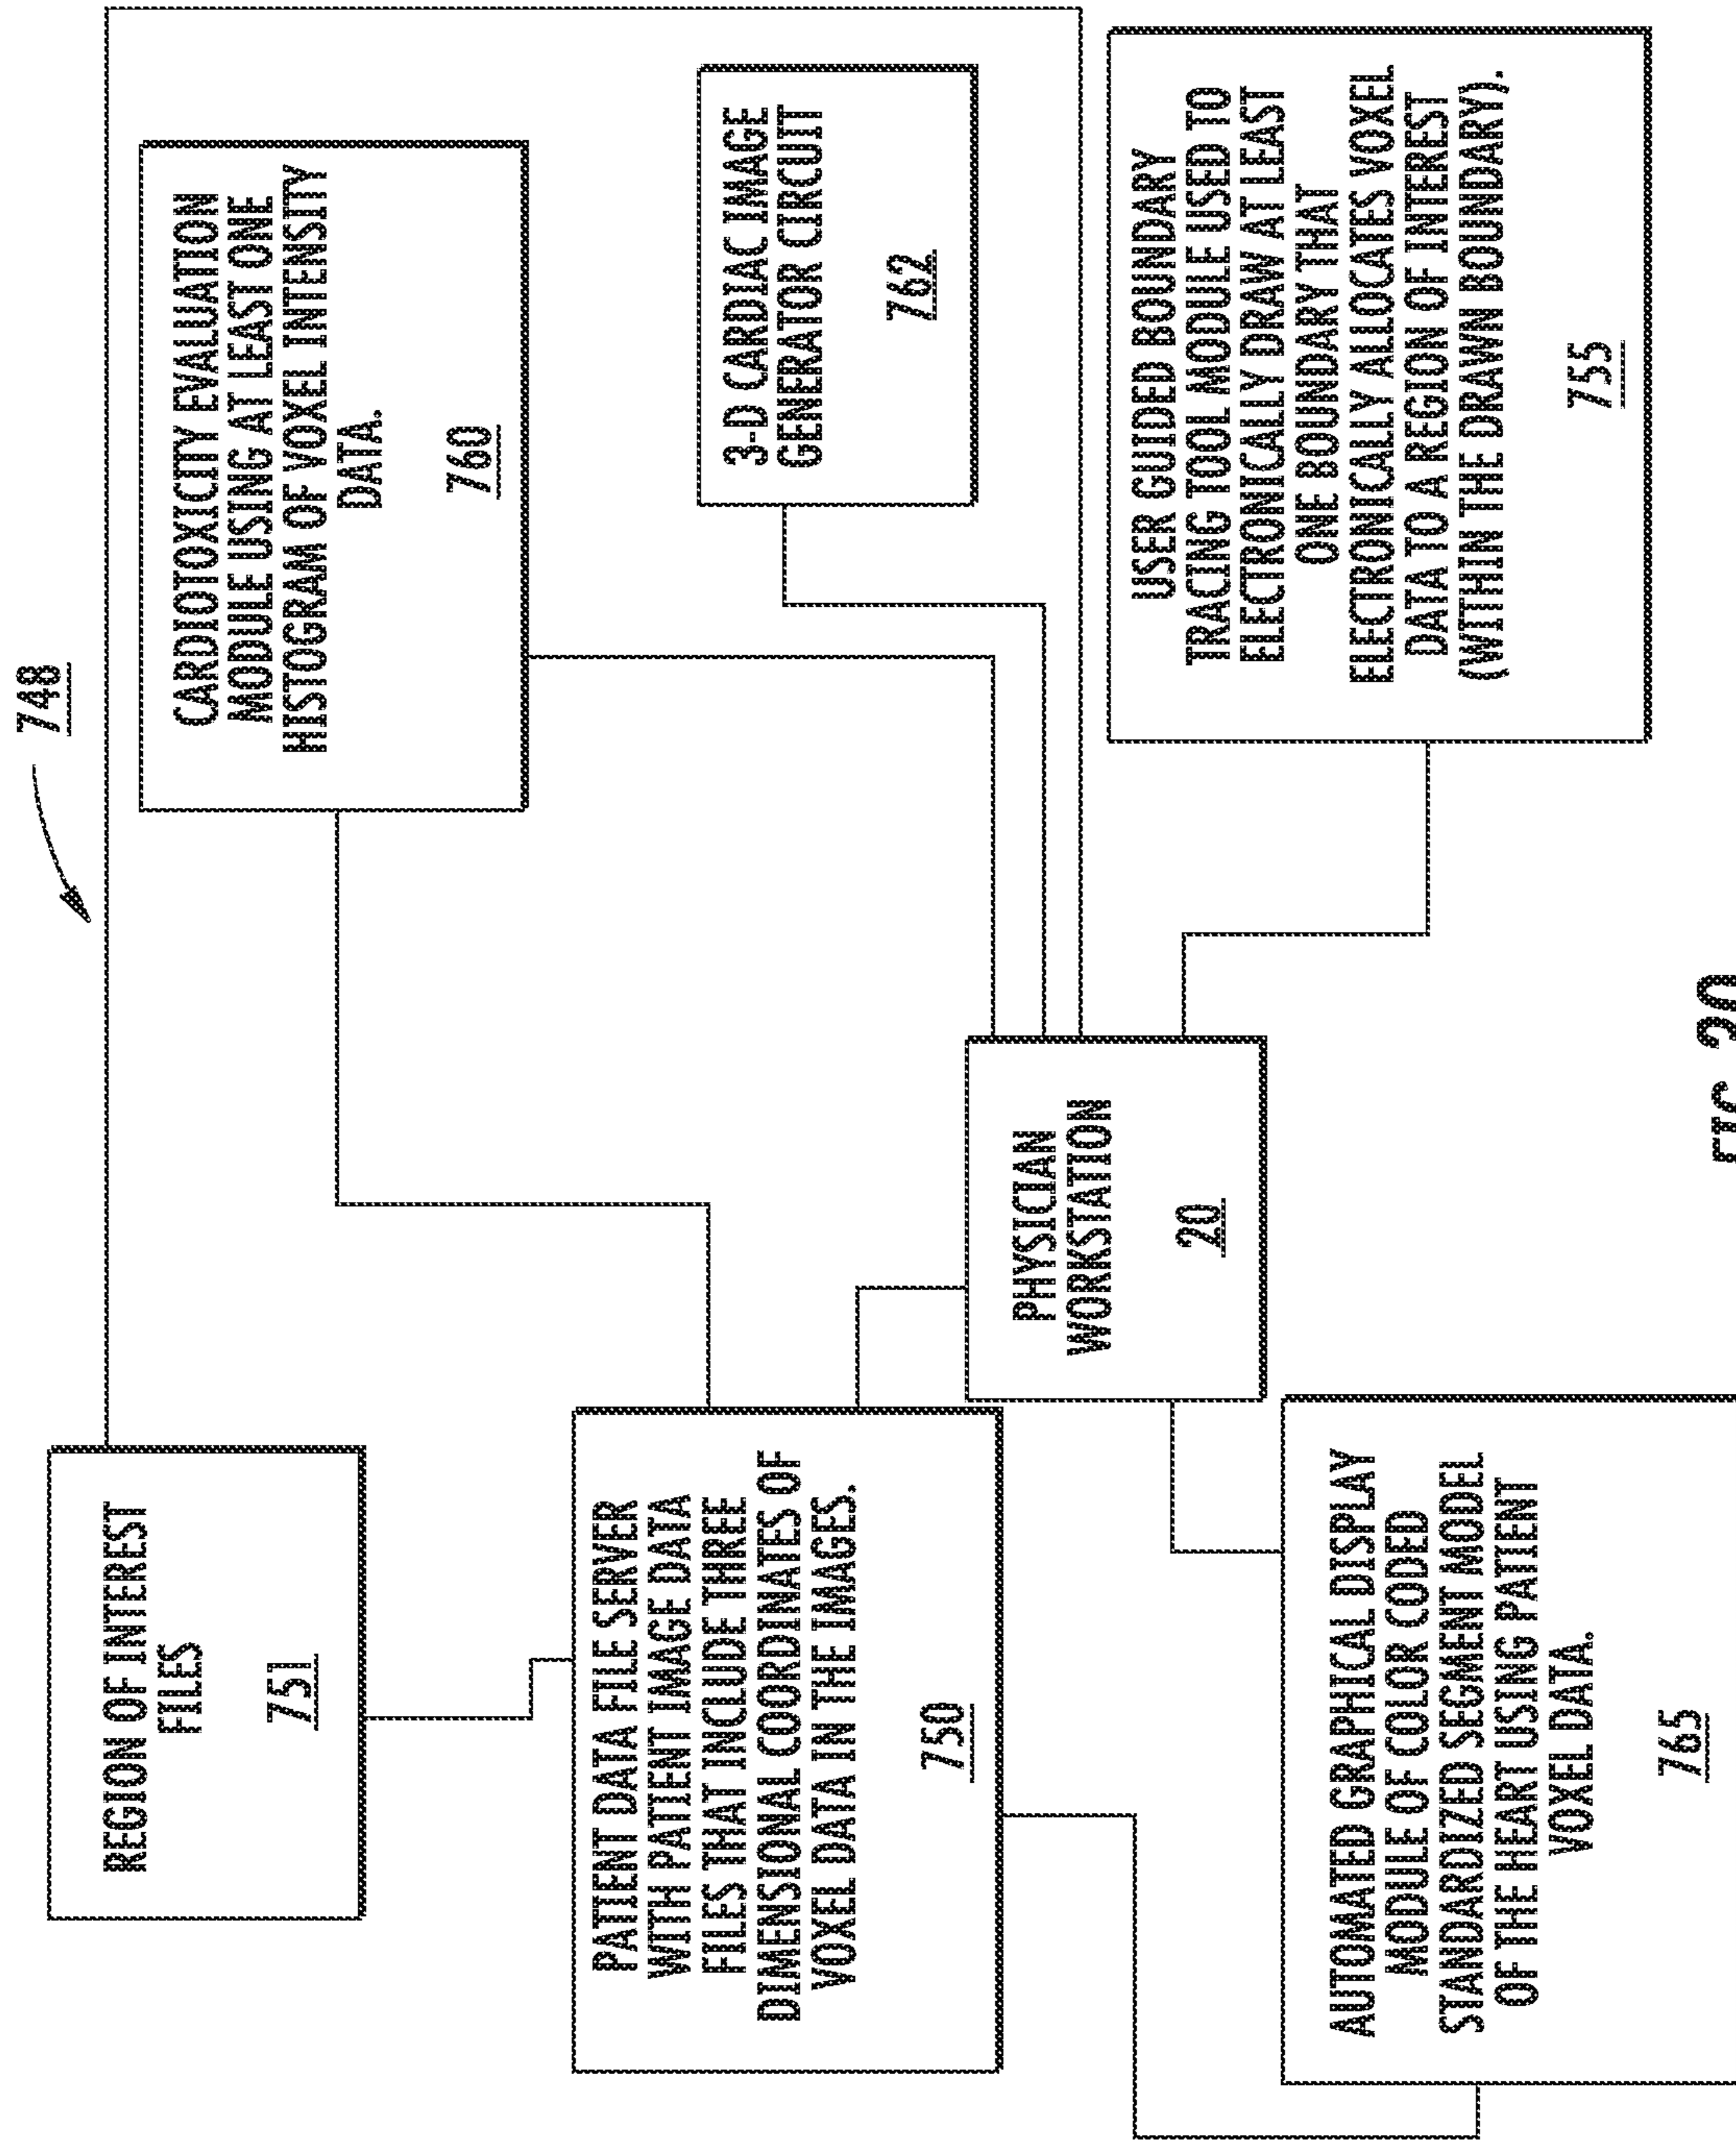 748
REGION OF INTEREST
FILES
751
CARDIOTOXICITY EVALUATION
MODULE USING AT LEAST ONE
HISTOGRAM OF VOXEL INTENSITY
DATA.
760
PATIENT DATA FILE SERVER
WITH PATIENT IMAGE DATA
FILES THAT INCLUDE THREE
DIMENSIONAL COORDINATES OF
VOXEL DATA IN THE IMAGES.
750
3-D CARDIAC IMAGE
GENERATOR CIRCUIT
762
PHYSICIAN
WORKSTATION
20
AUTOMATED GRAPHICAL DISPLAY
MODULE OF COLOR CODED
STANDARDIZED SEGMENT MODEL
OF THE HEART USING PATIENT
VOXEL DATA.
765
USER GUIDED BOUNDARY
TRACING TOOL MODULE USED TO
ELECTRONICALLY DRAW AT LEAST
ONE BOUNDARY THAT
ELECTRONICALLY ALLOCATES VOXEL
DATA TO A REGION OF INTEREST
(WITHIN THE DRAWN BOUNDARY).
755
FIG.